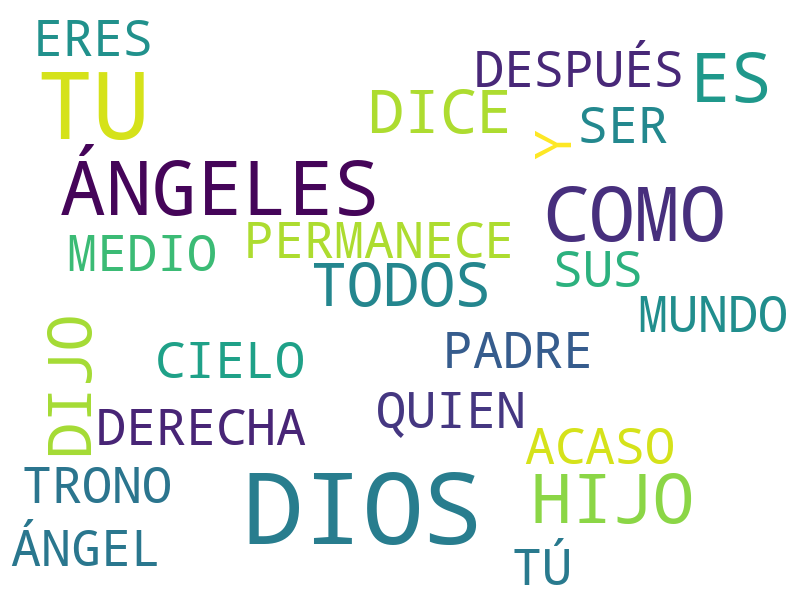 ERES
TU
DICE
DESPUÉS
ES
SER
Y
ÁNGELES
COMO
MEDIO
PERMANECE
TODOS
SUS
MUNDO
DIJO
CIELO
PADRE
DERECHA
QUIEN
ACASO
TRONO
DIOS
HIJO
ÁNGEL
TÚ